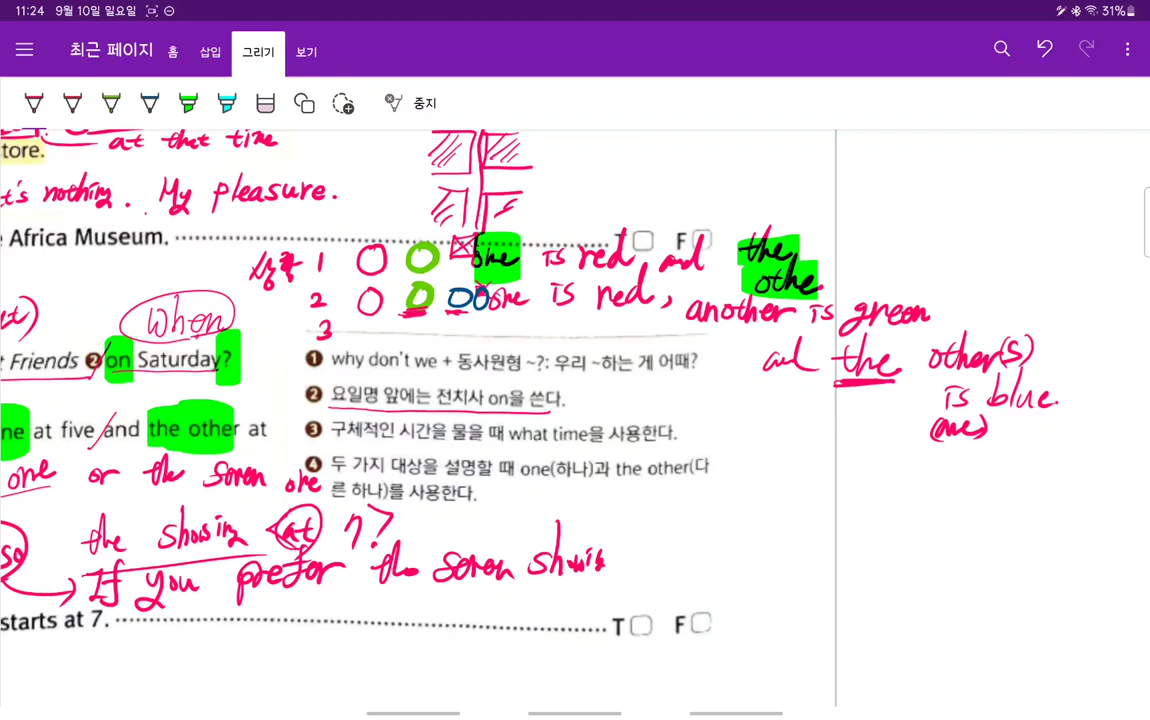 11:24 9월 10일 일요일 31%
최근 페이지 홈 삽입 그리기 보기
중지
at that time
tore.
t's nothing. My pleasure.
Africa Museum. T F
상황 1 one is red, and the othe
2 one is red, another is green
3 and the other(s)
is blue.
(are)
when
Friends ❷ on Saturday?
ne at five and the other at
one or the seven one
❶ why don't we + 동사원형 ~?: 우리 ~하는 게 어때?
❷ 요일명 앞에는 전치사 on을 쓴다.
❸ 구체적인 시간을 물을 때 what time을 사용한다.
❹ 두 가지 대상을 설명할 때 one(하나)과 the other(다
른 하나)를 사용한다.
so the showing at 7?
If you prefer the seven showing
starts at 7. T F